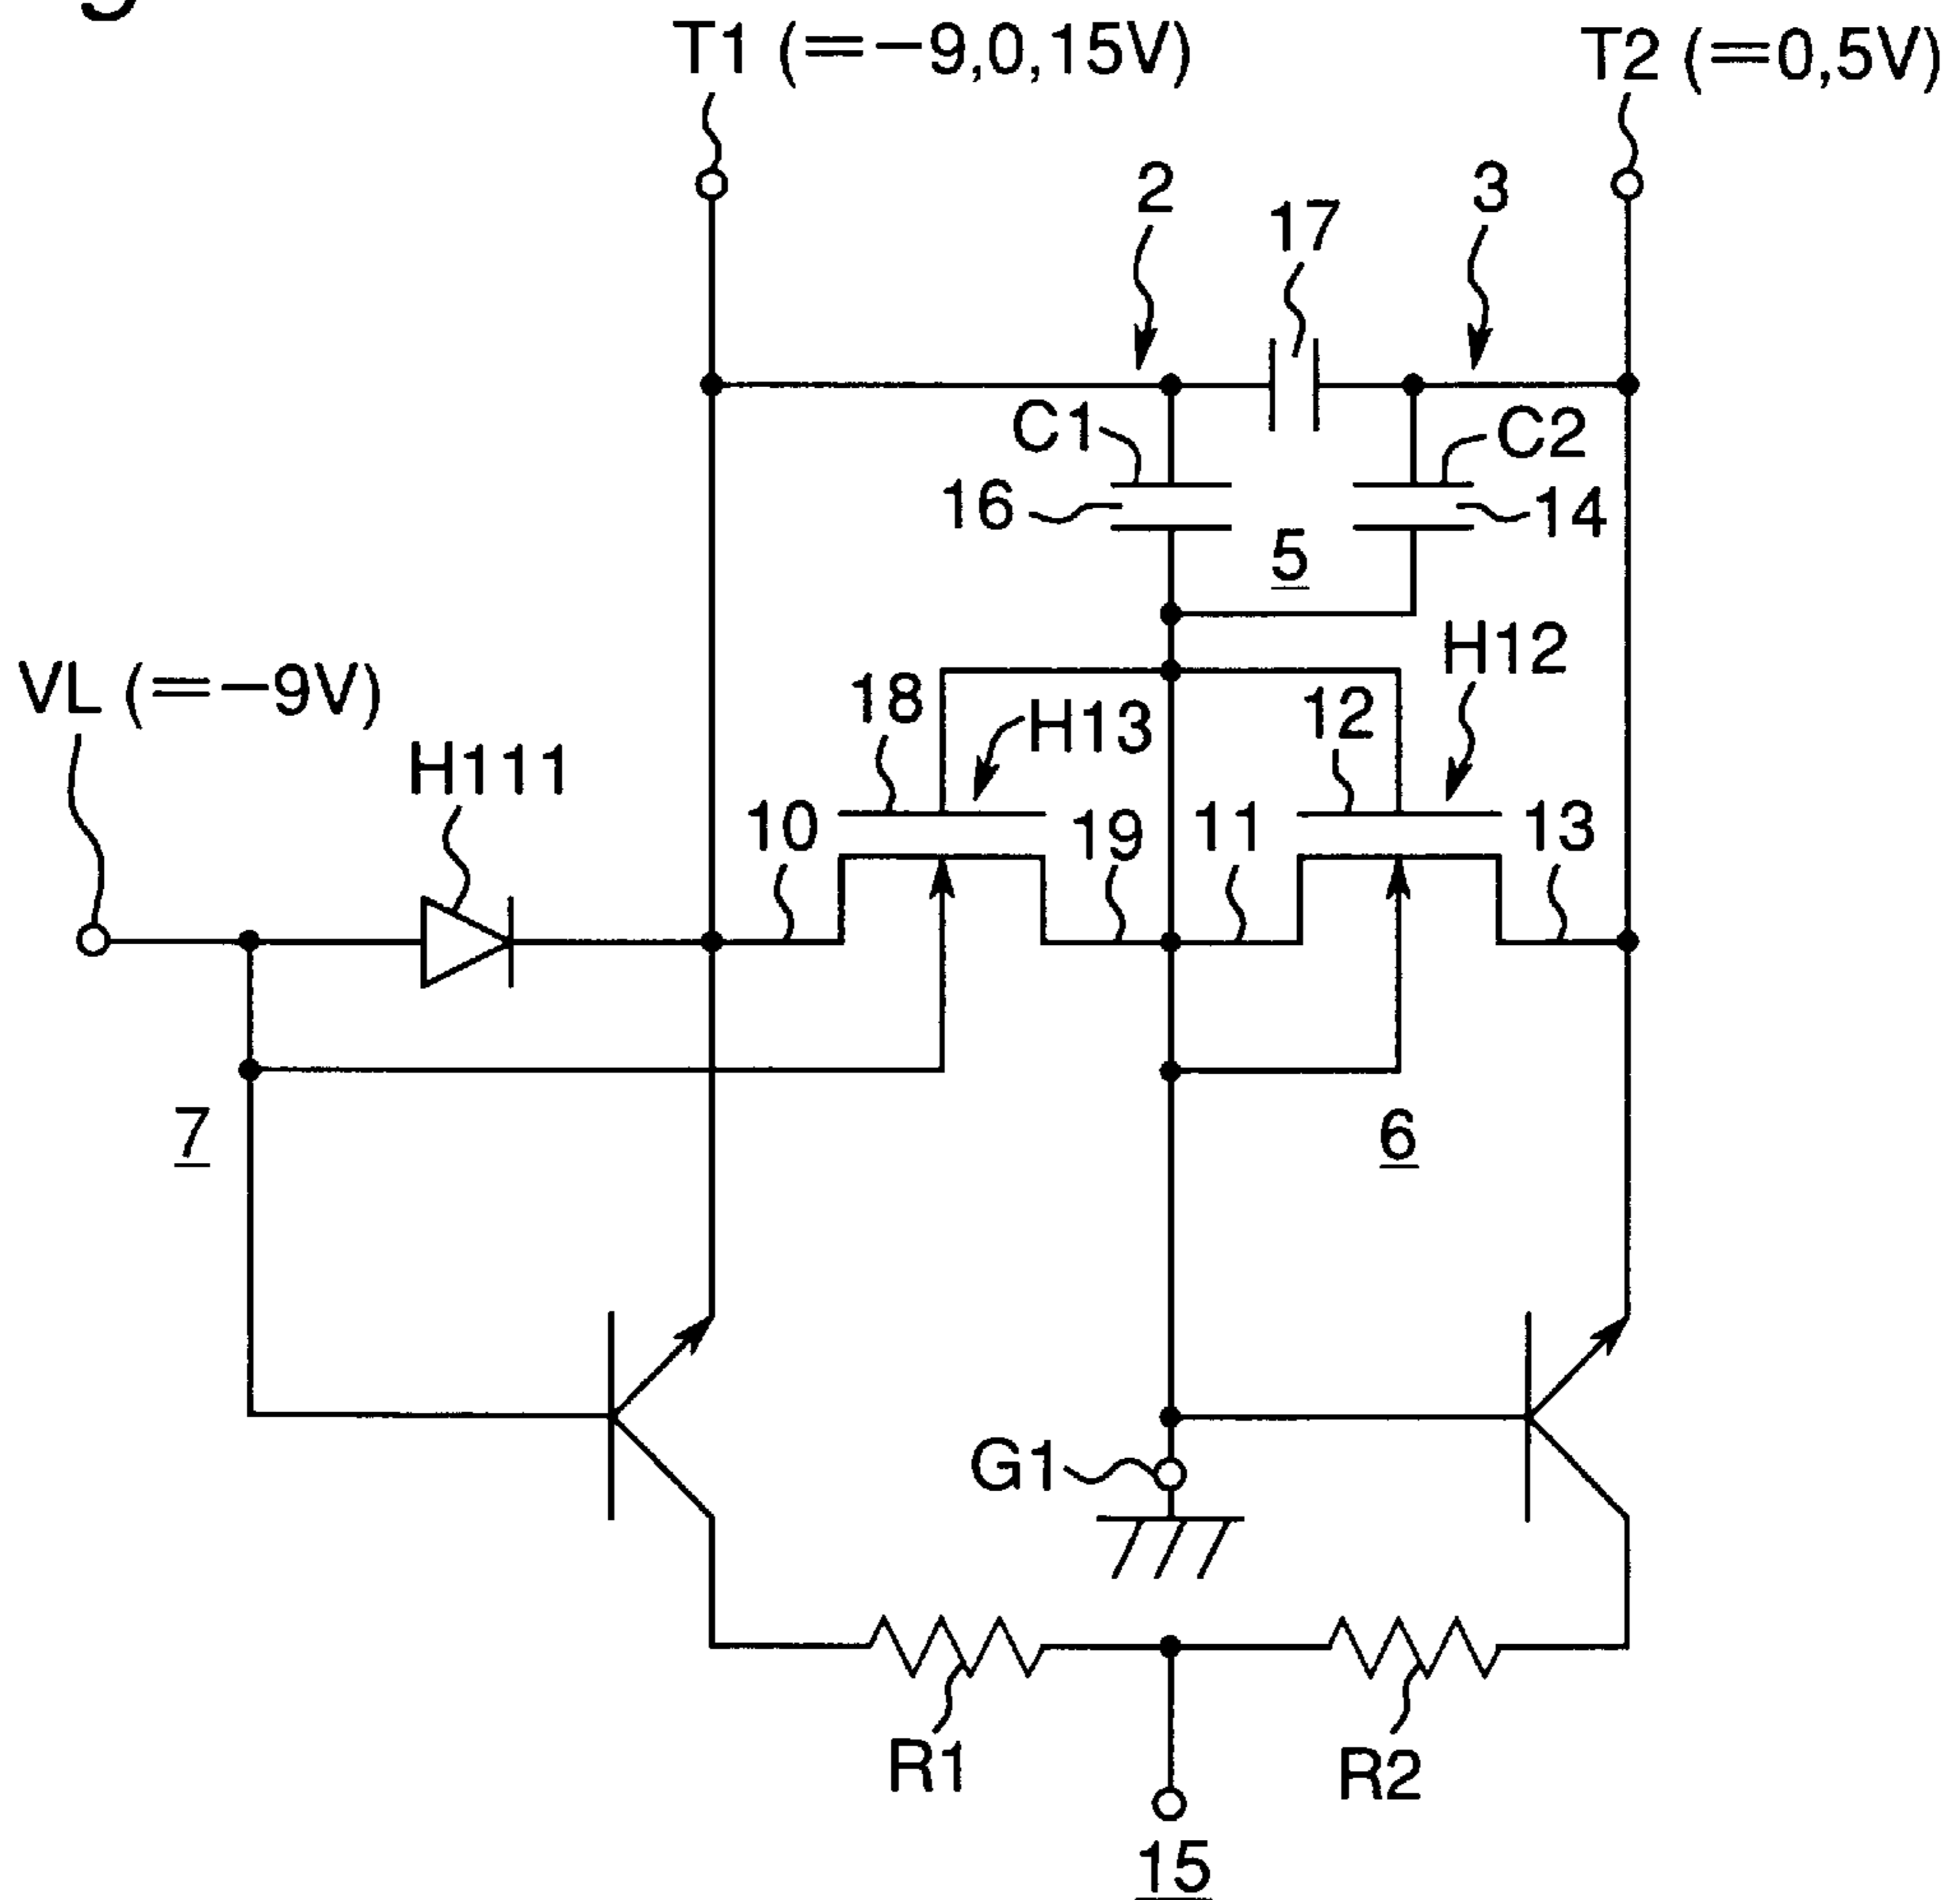 g
T1 (=-9,0,15V)
T2 (=0,5V)
2
17
3
C1
C2
16
14
5
H12
VL (=-9V)
18
H13
12
H111
10
19
11
13
7
6
G1
R1
R2
15